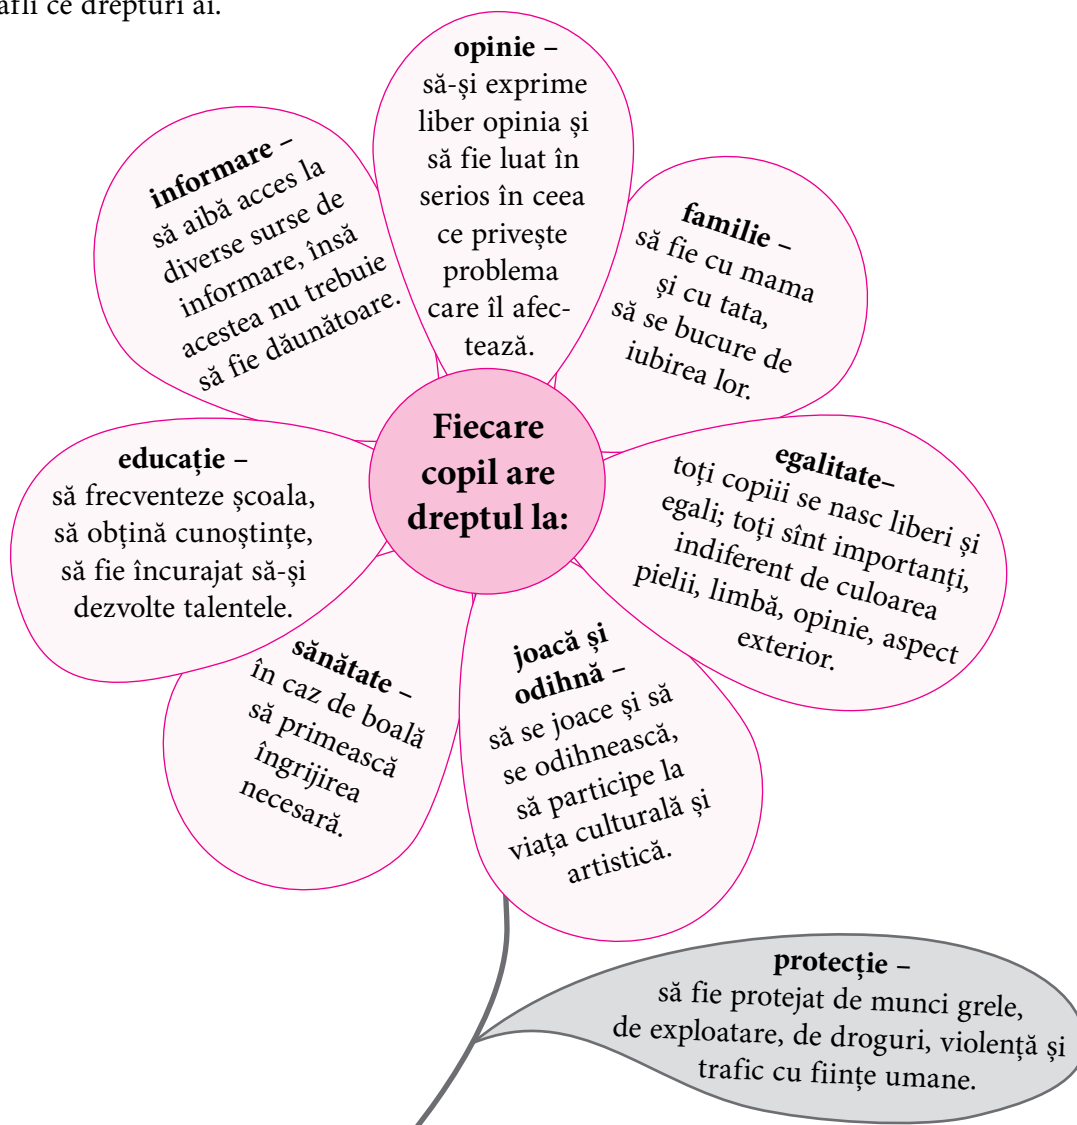 afli ce drepturi ai.
opinie –
să-și exprime
liber opinia și
să fie luat în
serios în ceea
ce privește
problema
care îl afec-
tează.
informare –
să aibă acces la
diverse surse de
informare, însă
acestea nu trebuie
să fie dăunătoare.
familie –
să fie cu mama
și cu tata,
să se bucure de
iubirea lor.
Fiecare
copil are
dreptul la:
educație –
să frecventeze școala,
să obțină cunoștințe,
să fie încurajat să-și
dezvolte talentele.
egalitate–
toți copiii se nasc liberi și
egali; toți sînt importanți,
indiferent de culoarea
pielii, limbă, opinie, aspect
exterior.
sănătate –
în caz de boală
să primească
îngrijirea
necesară.
joacă și
odihnă –
să se joace și să
se odihnească,
să participe la
viața culturală și
artistică.
protecție –
să fie protejat de munci grele,
de exploatare, de droguri, violență și
trafic cu ființe umane.